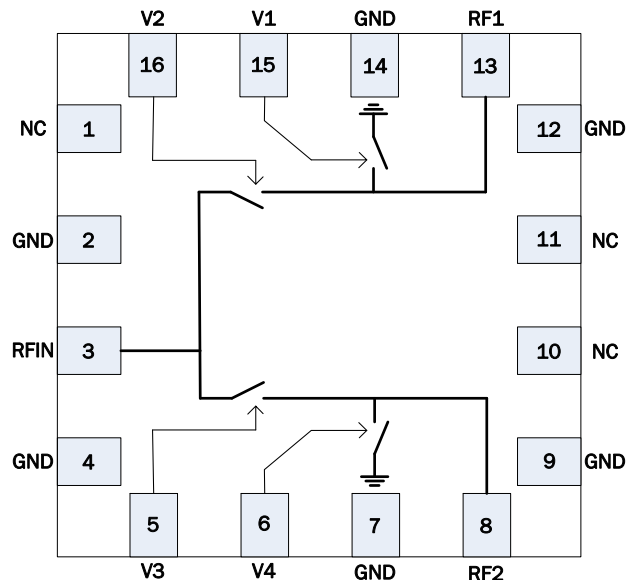 V2 V1 GND RF1
16 15 14 13
NC 1 12 GND
GND 2 11 NC
RFIN 3 10 NC
GND 4 9 GND
5 6 7 8
V3 V4 GND RF2